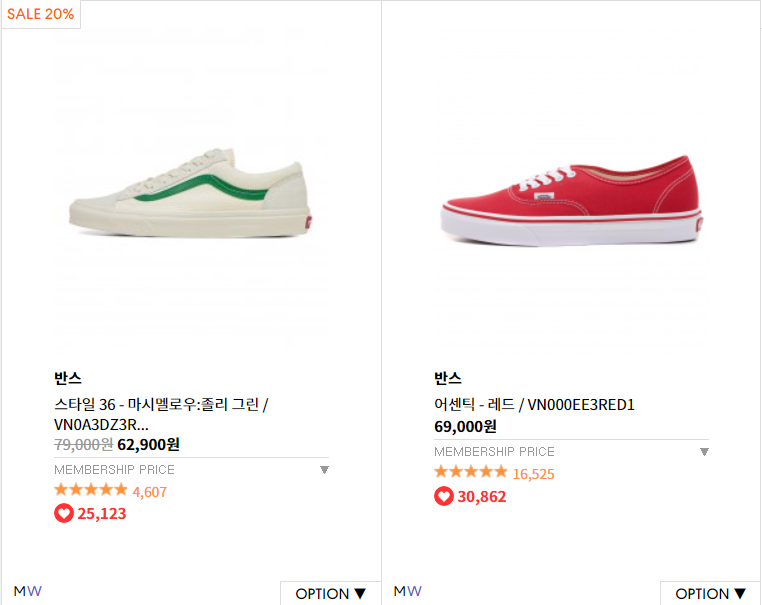 SALE 20%
반스
스타일 36 - 마시멜로우:졸리 그린 /
VN0A3DZ3R...
79,000원 62,900원
MEMBERSHIP PRICE ▼
★★★★★ 4,607
25,123
MW
OPTION ▼
반스
어센틱 - 레드 / VN000EE3RED1
69,000원
MEMBERSHIP PRICE ▼
★★★★★ 16,525
30,862
MW
OPTION ▼